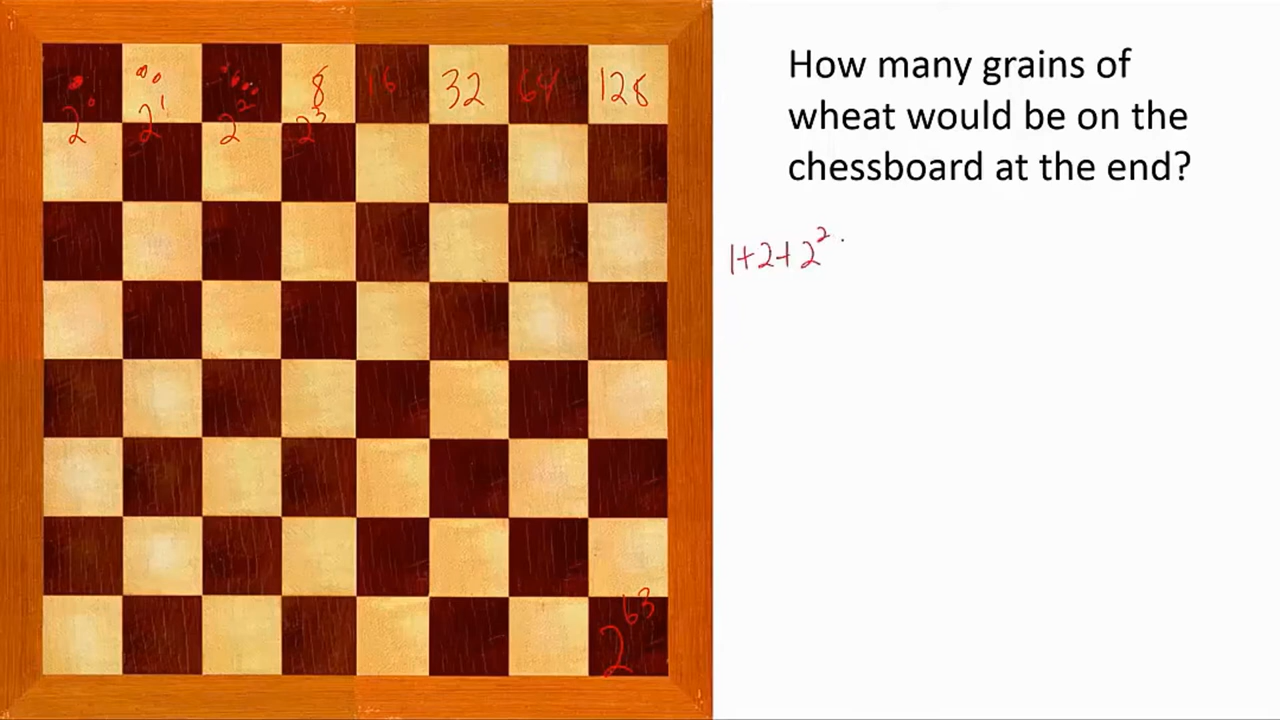 How many grains of
wheat would be on the
chessboard at the end?
8 16 32 64 128
2⁰ 2¹ 2² 2³
1+2+2² .
2⁶³